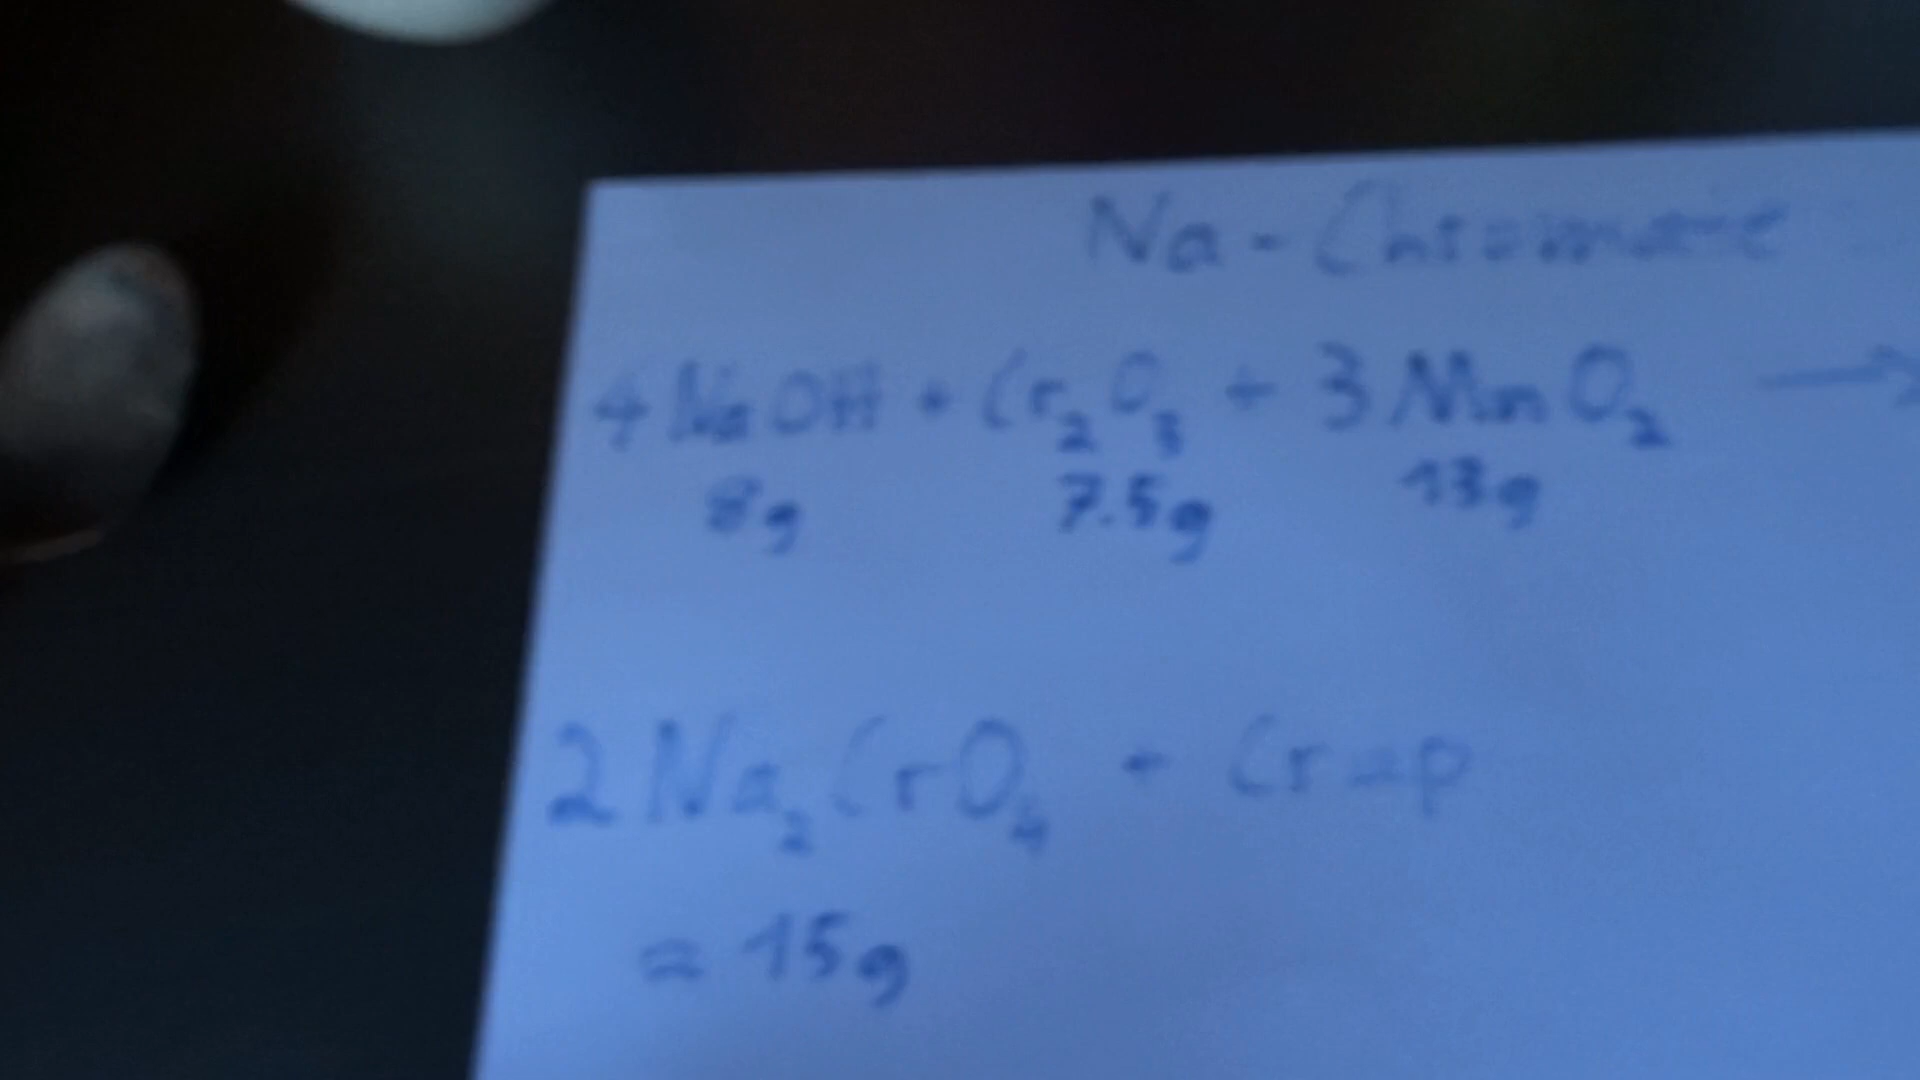 Na - Chromate
4 NaOH + Cr₂O₃ + 3 MnO₂ →
8g 7.5g 13g
2 Na₂CrO₄ + Crap
≈ 15g